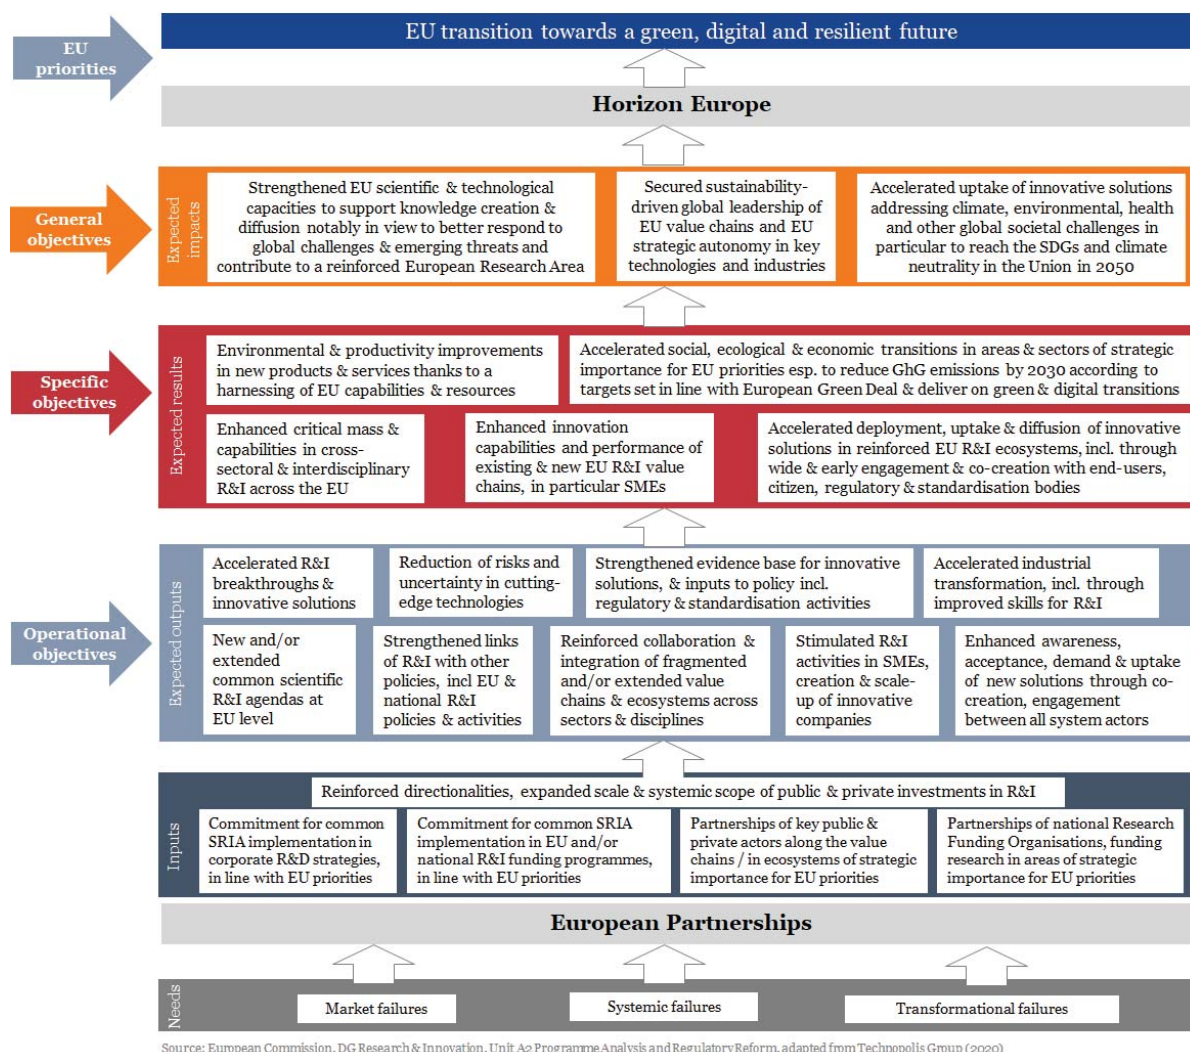 EU priorities
EU transition towards a green, digital and resilient future
Horizon Europe
General objectives
Expected impacts
Strengthened EU scientific & technological
capacities to support knowledge creation &
diffusion notably in view to better respond to
global challenges & emerging threats and
contribute to a reinforced European Research Area
Secured sustainability-
driven global leadership of
EU value chains and EU
strategic autonomy in key
technologies and industries
Accelerated uptake of innovative solutions
addressing climate, environmental, health
and other global societal challenges in
particular to reach the SDGs and climate
neutrality in the Union in 2050
Specific objectives
Expected results
Environmental & productivity improvements
in new products & services thanks to a
harnessing of EU capabilities & resources
Accelerated social, ecological & economic transitions in areas & sectors of strategic
importance for EU priorities esp. to reduce GhG emissions by 2030 according to
targets set in line with European Green Deal & deliver on green & digital transitions
Enhanced critical mass &
capabilities in cross-
sectoral & interdisciplinary
R&I across the EU
Enhanced innovation
capabilities and performance of
existing & new EU R&I value
chains, in particular SMEs
Accelerated deployment, uptake & diffusion of innovative
solutions in reinforced EU R&I ecosystems, incl. through
wide & early engagement & co-creation with end-users,
citizen, regulatory & standardisation bodies
Operational objectives
Expected outputs
Accelerated R&I
breakthroughs &
innovative solutions
Reduction of risks and
uncertainty in cutting-
edge technologies
Strengthened evidence base for innovative
solutions, & inputs to policy incl.
regulatory & standardisation activities
Accelerated industrial
transformation, incl. through
improved skills for R&I
New and/or
extended
common scientific
R&I agendas at
EU level
Strengthened links
of R&I with other
policies, incl EU &
national R&I
policies & activities
Reinforced collaboration &
integration of fragmented
and/or extended value
chains & ecosystems across
sectors & disciplines
Stimulated R&I
activities in SMEs,
creation & scale-
up of innovative
companies
Enhanced awareness,
acceptance, demand & uptake
of new solutions through co-
creation, engagement
between all system actors
Inputs
Reinforced directionalities, expanded scale & systemic scope of public & private investments in R&I
Commitment for common
SRIA implementation in
corporate R&D strategies,
in line with EU priorities
Commitment for common SRIA
implementation in EU and/or
national R&I funding programmes,
in line with EU priorities
Partnerships of key public &
private actors along the value
chains / in ecosystems of strategic
importance for EU priorities
Partnerships of national Research
Funding Organisations, funding
research in areas of strategic
importance for EU priorities
European Partnerships
Needs
Market failures
Systemic failures
Transformational failures
Source: European Commission, DG Research & Innovation, Unit A2 Programme Analysis and Regulatory Reform, adapted from Technopolis Group (2020)